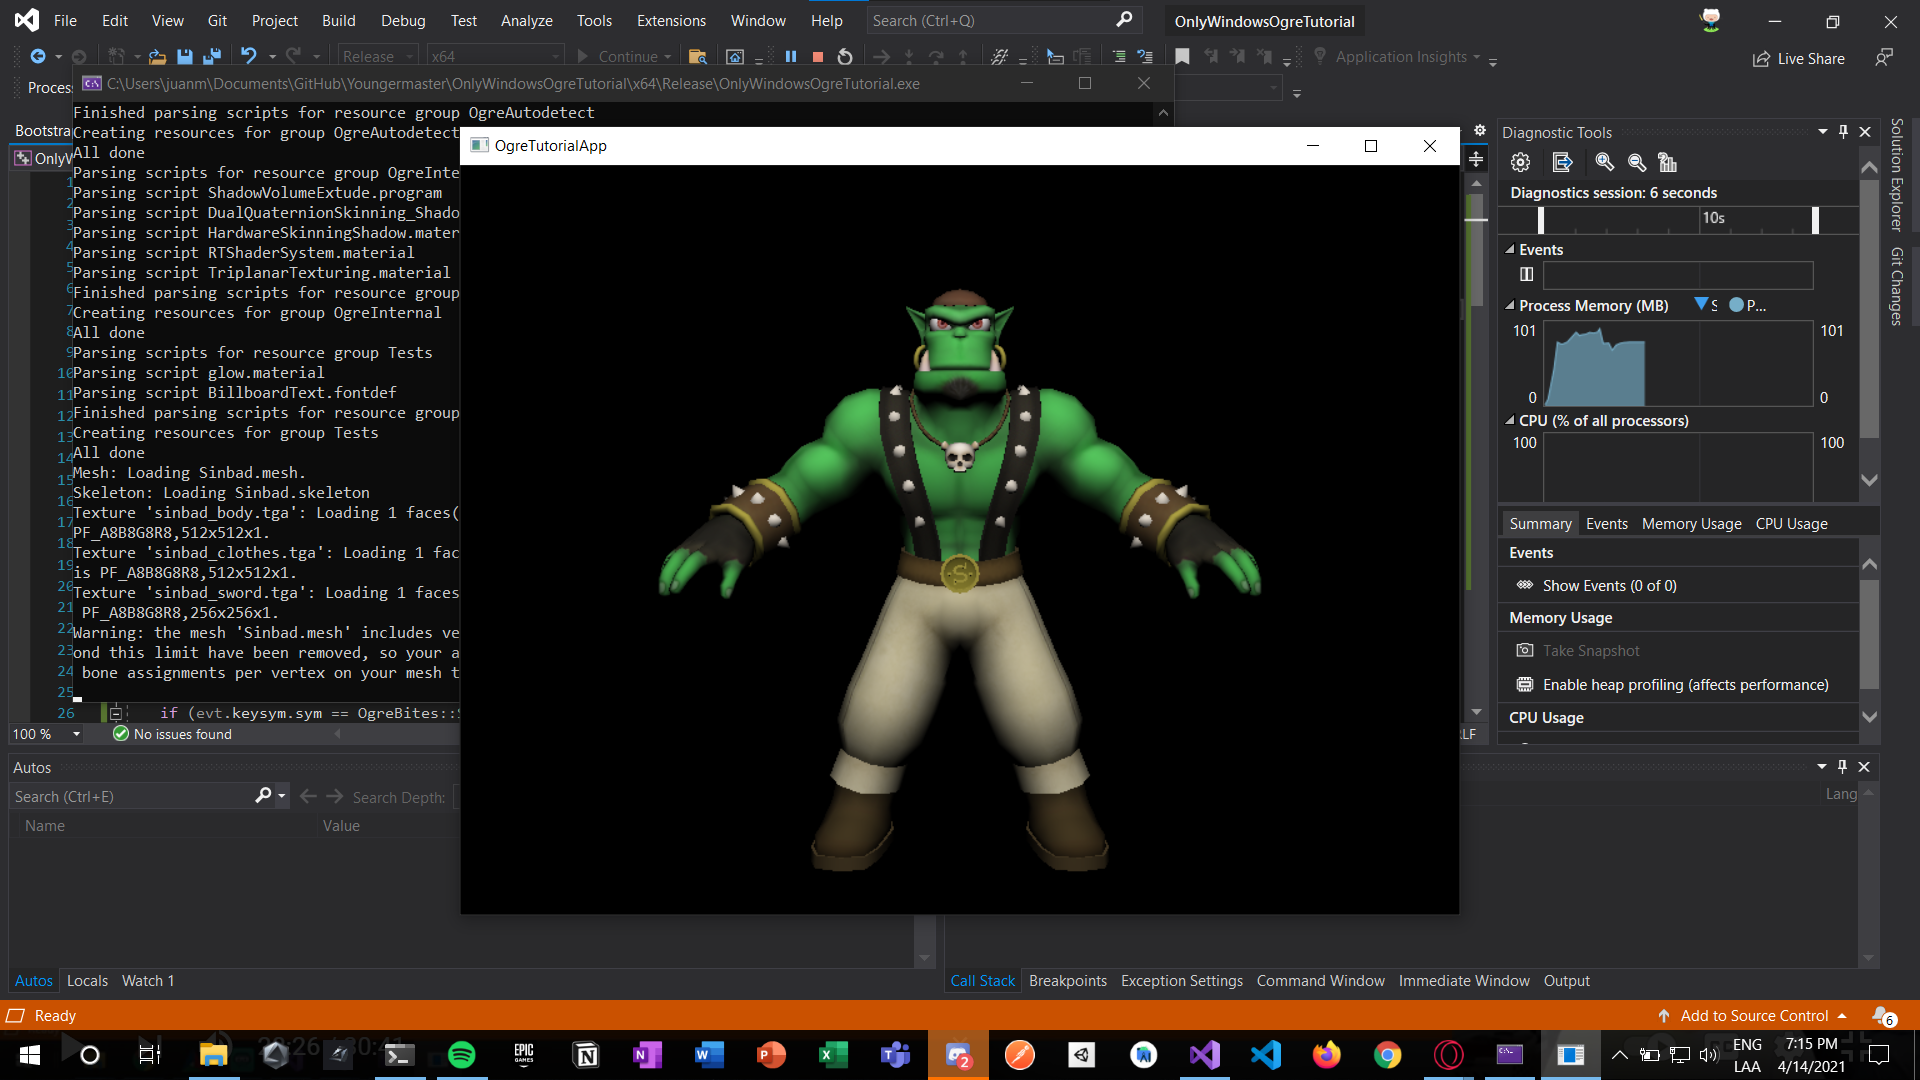 File Edit View Git Project Build Debug Test Analyze Tools Extensions Window Help Search (Ctrl+Q) OnlyWindowsOgreTutorial
Release x64 Continue Application Insights Live Share
Process
C:\Users\juanm\Documents\GitHub\Youngermaster\OnlyWindowsOgreTutorial\x64\Release\OnlyWindowsOgreTutorial.exe
Finished parsing scripts for resource group OgreAutodetect
Creating resources for group OgreAutodetect
All done
Parsing scripts for resource group OgreInte
Parsing script ShadowVolumeExtude.program
Parsing script DualQuaternionSkinning_Shado
Parsing script HardwareSkinningShadow.mater
Parsing script RTShaderSystem.material
Parsing script TriplanarTexturing.material
Finished parsing scripts for resource group
Creating resources for group OgreInternal
All done
Parsing scripts for resource group Tests
Parsing script glow.material
Parsing script BillboardText.fontdef
Finished parsing scripts for resource group
Creating resources for group Tests
All done
Mesh: Loading Sinbad.mesh.
Skeleton: Loading Sinbad.skeleton
Texture 'sinbad_body.tga': Loading 1 faces(
PF_A8B8G8R8,512x512x1.
Texture 'sinbad_clothes.tga': Loading 1 fac
is PF_A8B8G8R8,512x512x1.
Texture 'sinbad_sword.tga': Loading 1 faces
PF_A8B8G8R8,256x256x1.
Warning: the mesh 'Sinbad.mesh' includes ve
ond this limit have been removed, so your a
bone assignments per vertex on your mesh t
Bootstra
OnlyW
26 if (evt.keysym.sym == OgreBites::
100 % No issues found
LF
OgreTutorialApp
S
Diagnostic Tools
Diagnostics session: 6 seconds
10s
Events
Process Memory (MB) S P...
101 101
0 0
CPU (% of all processors)
100 100
Summary Events Memory Usage CPU Usage
Events
Show Events (0 of 0)
Memory Usage
Take Snapshot
Enable heap profiling (affects performance)
CPU Usage
Solution Explorer
Git Changes
Autos
Search (Ctrl+E) Search Depth:
Name Value
Lang
Autos Locals Watch 1
Call Stack Breakpoints Exception Settings Command Window Immediate Window Output
Ready Add to Source Control 6
EPIC GAMES
2
ENG
LAA
7:15 PM
4/14/2021